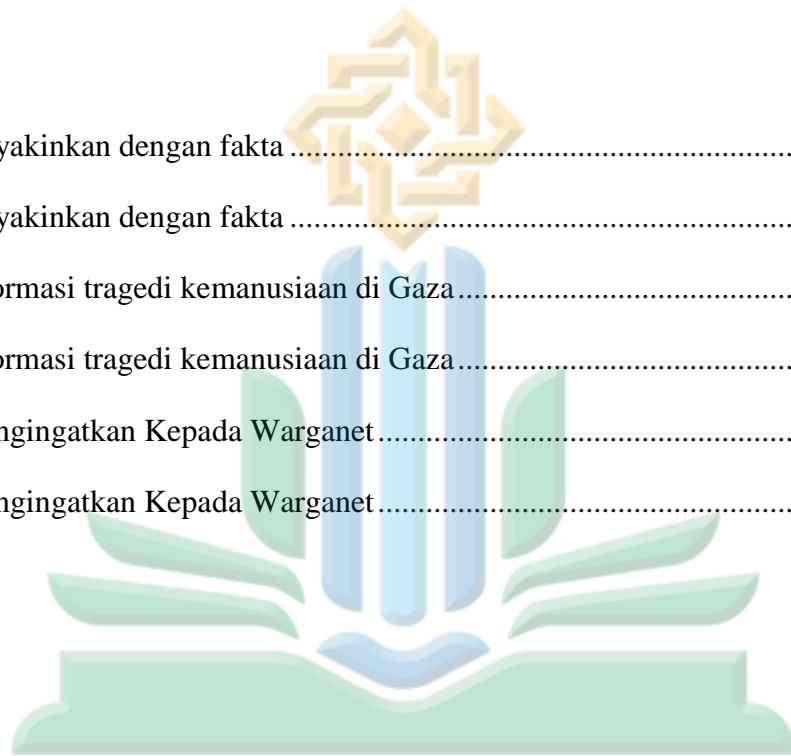 yakinkan dengan fakta ................................................................
yakinkan dengan fakta ................................................................
ormasi tragedi kemanusiaan di Gaza..........................................
ormasi tragedi kemanusiaan di Gaza..........................................
ngingatkan Kepada Warganet.....................................................
ngingatkan Kepada Warganet.....................................................